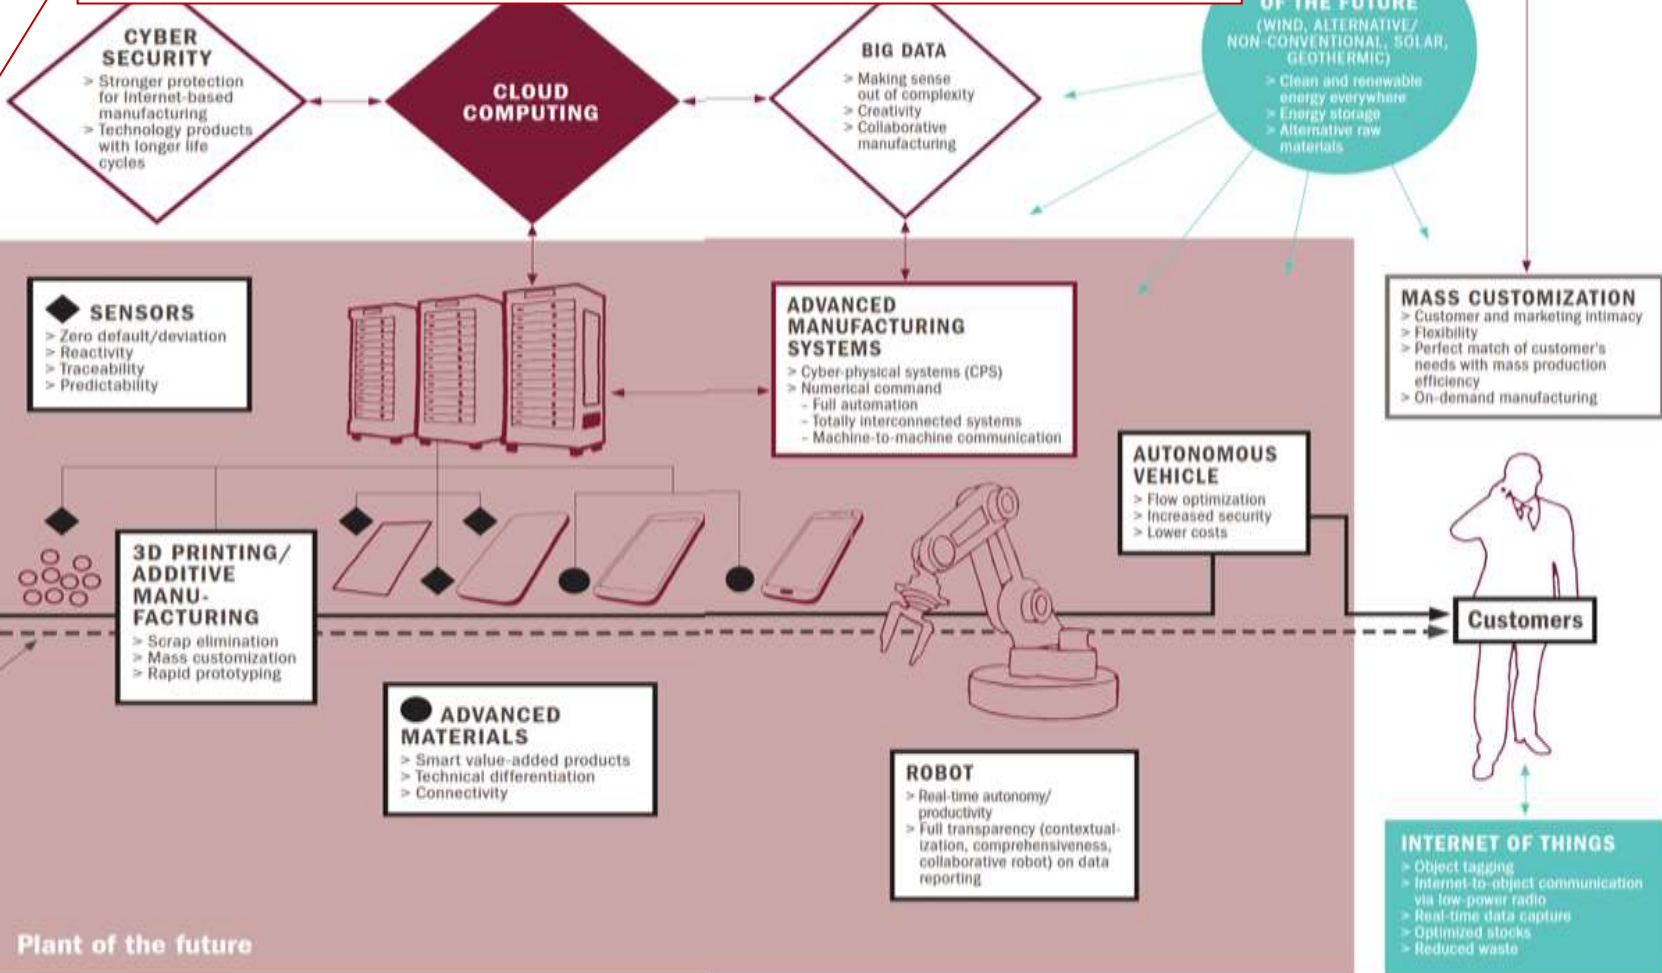 CYBER
SECURITY
> Stronger protection
for Internet-based
manufacturing
> Technology products
with longer life
cycles
CLOUD
COMPUTING
BIG DATA
> Making sense
out of complexity
> Creativity
> Collaborative
manufacturing
OF THE FUTURE
(WIND, ALTERNATIVE/
NON-CONVENTIONAL, SOLAR,
GEOTHERMIC)
> Clean and renewable
energy everywhere
> Energy storage
> Alternative raw
materials
SENSORS
> Zero default/deviation
> Reactivity
> Traceability
> Predictability
ADVANCED
MANUFACTURING
SYSTEMS
> Cyber-physical systems (CPS)
> Numerical command
- Full automation
- Totally interconnected systems
- Machine-to-machine communication
MASS CUSTOMIZATION
> Customer and marketing intimacy
> Flexibility
> Perfect match of customer's
needs with mass production
efficiency
> On-demand manufacturing
AUTONOMOUS
VEHICLE
> Flow optimization
> Increased security
> Lower costs
3D PRINTING/
ADDITIVE
MANU-
FACTURING
> Scrap elimination
> Mass customization
> Rapid prototyping
Customers
ADVANCED
MATERIALS
> Smart value-added products
> Technical differentiation
> Connectivity
ROBOT
> Real-time autonomy/
productivity
> Full transparency (contextual-
ization, comprehensiveness,
collaborative robot) on data
reporting
INTERNET OF THINGS
> Object tagging
> Internet-to-object communication
via low-power radio
> Real-time data capture
> Optimized stocks
> Reduced waste
Plant of the future